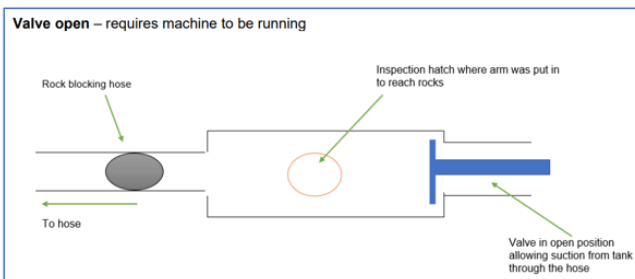 Valve open – requires machine to be running
Inspection hatch where arm was put in
to reach rocks
Rock blocking hose
To hose
Valve in open position
allowing suction from tank
through the hose